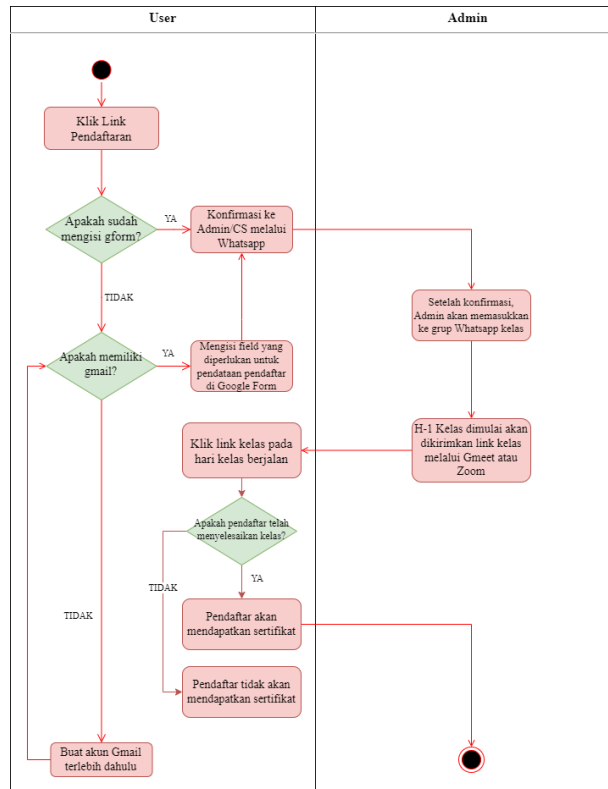 User
Admin
Klik Link
Pendaftaran
Apakah sudah
mengisi gform?
YA
Konfirmasi ke
Admin/CS melalui
Whatsapp
TIDAK
Setelah konfirmasi,
Admin akan memasukkan
ke grup Whatsapp kelas
Apakah memiliki
gmail?
YA
Mengisi field yang
diperlukan untuk
pendataan pendaftar
di Google Form
H-1 Kelas dimulai akan
dikirimkan link kelas
melalui Gmeet atau
Zoom
Klik link kelas pada
hari kelas berjalan
Apakah pendaftar telah
menyelesaikan kelas?
TIDAK
YA
Pendaftar akan
mendapatkan sertifikat
TIDAK
Pendaftar tidak akan
mendapatkan sertifikat
Buat akun Gmail
terlebih dahulu